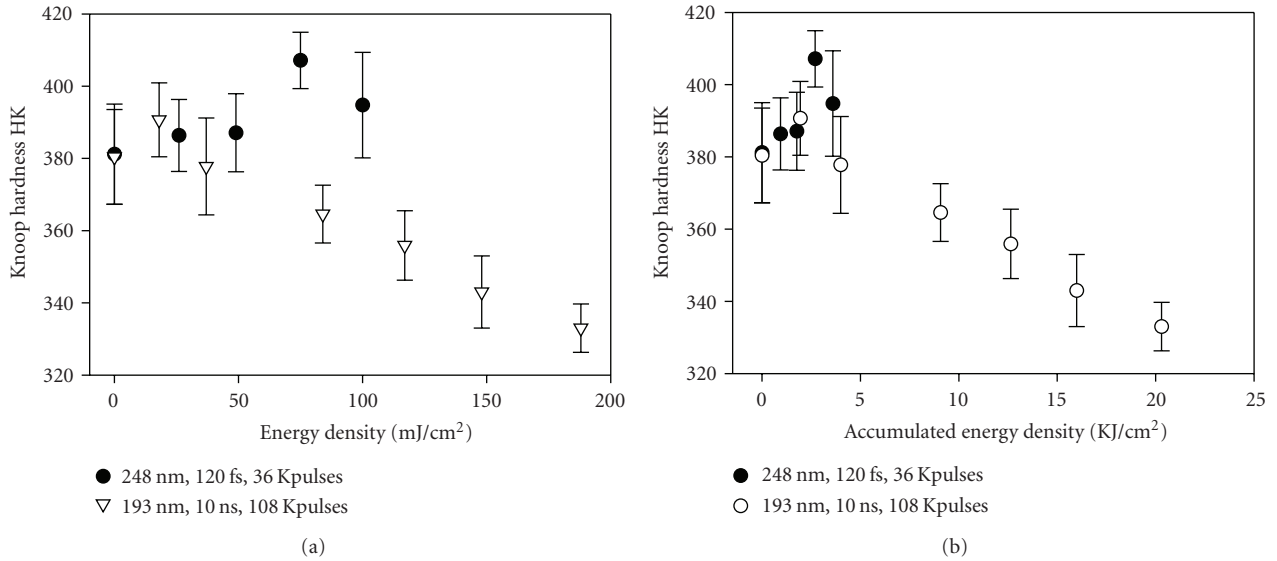 420
400
380
360
340
320
Knoop hardness HK
0 50 100 150 200
Energy density (mJ/cm²)
248 nm, 120 fs, 36 Kpulses
193 nm, 10 ns, 108 Kpulses
(a)
420
400
380
360
340
320
Knoop hardness HK
0 5 10 15 20 25
Accumulated energy density (KJ/cm²)
248 nm, 120 fs, 36 Kpulses
193 nm, 10 ns, 108 Kpulses
(b)